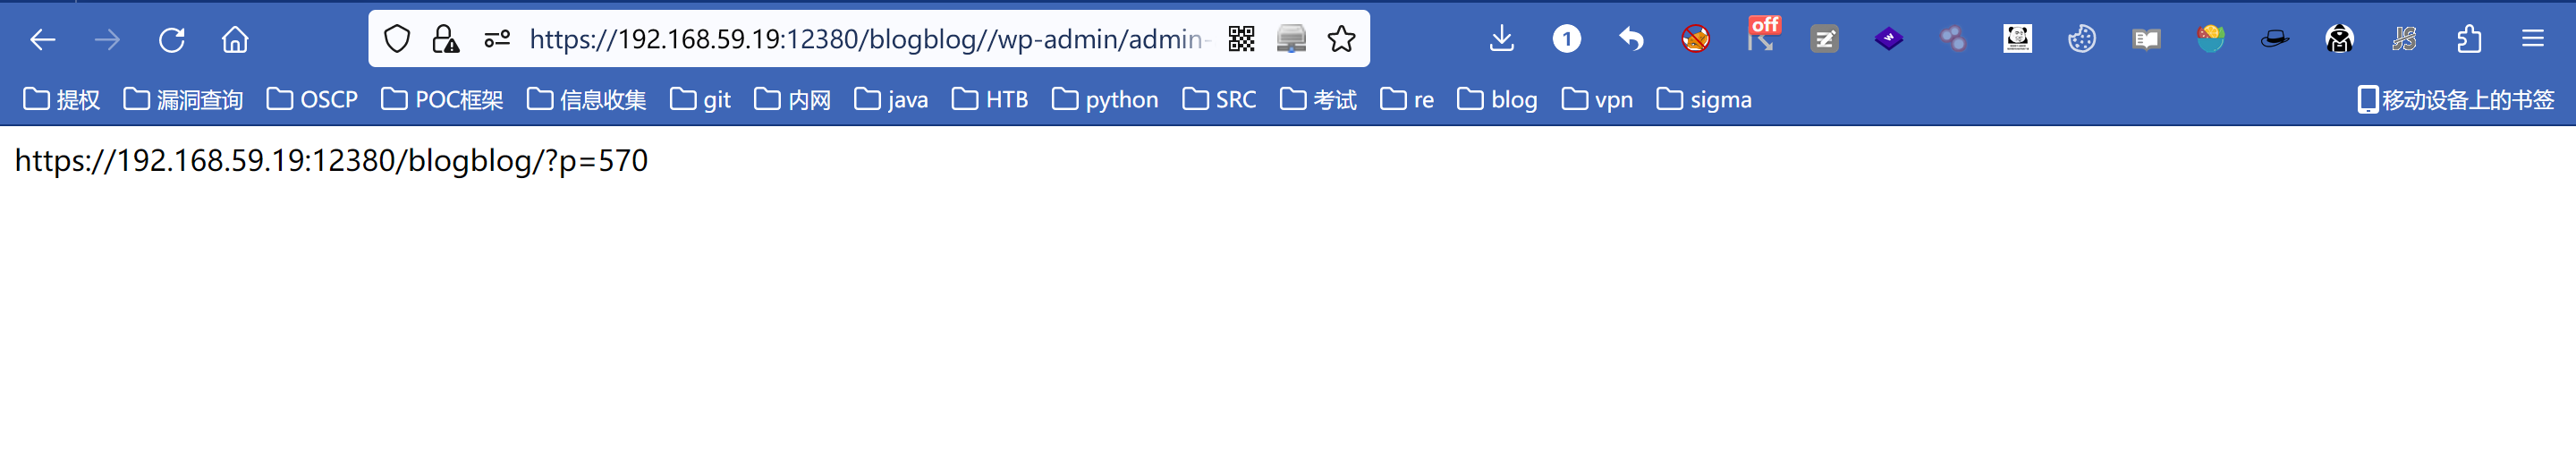 https://192.168.59.19:12380/blogblog//wp-admin/admin-
1
off
JS
提权 漏洞查询 OSCP POC框架 信息收集 git 内网 java HTB python SRC 考试 re blog vpn sigma 移动设备上的书签
https://192.168.59.19:12380/blogblog/?p=570